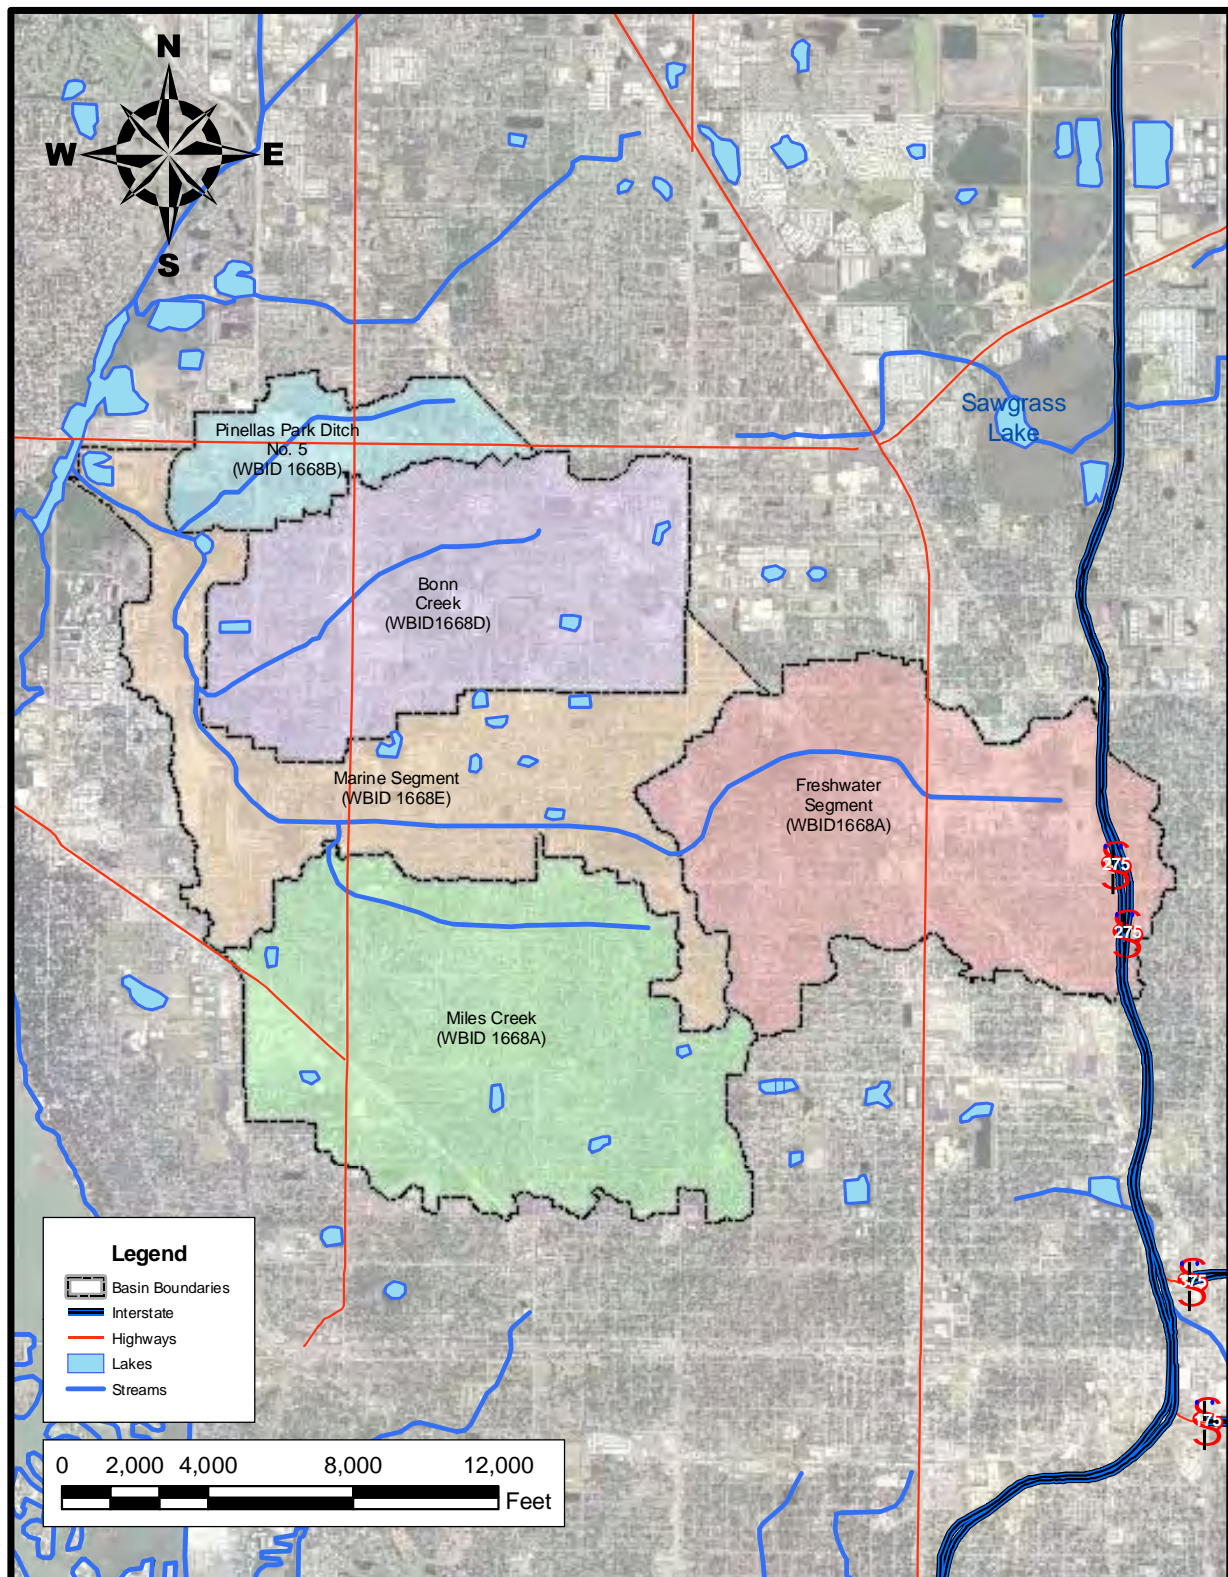 N
W E
S
Sawgrass
Lake
Pinellas Park Ditch
No. 5
(WBID 1668B)
Bonn
Creek
(WBID1668D)
Marine Segment
(WBID 1668E)
Freshwater
Segment
(WBID1668A)
275
275
Miles Creek
(WBID 1668A)
Legend
Basin Boundaries
Interstate
Highways
Lakes
Streams
375
175
0 2,000 4,000 8,000 12,000
Feet